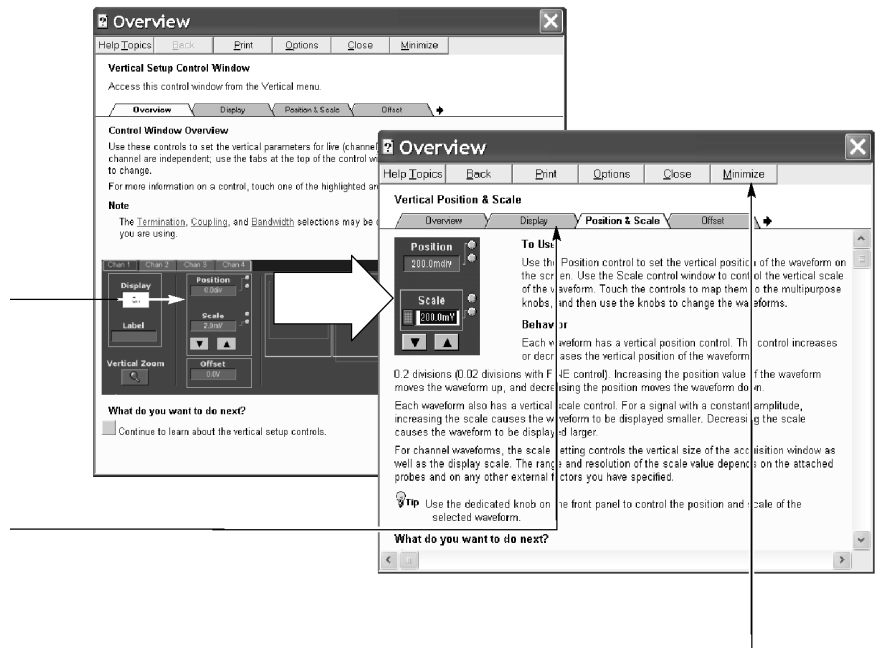 Overview
Help Topics Back Print Options Close Minimize
Vertical Setup Control Window
Access this control window from the Vertical menu.
Overview Display Position & Scale Offset
Control Window Overview
Use these controls to set the vertical parameters for live (channel
channel are independent; use the tabs at the top of the control
to change.
For more information on a control, touch one of the highlighted
Note
The Termination, Coupling, and Bandwidth selections may be
you are using.
Chan 1 Chan 2 Chan 3 Chan 4
Display
On
Label
Vertical Zoom
Position
0.0div
Scale
2.0mV
Offset
0.0V
What do you want to do next?
Continue to learn about the vertical setup controls.
Overview
Help Topics Back Print Options Close Minimize
Vertical Position & Scale
Overview Display Position & Scale Offset
Position
200.0mdiv
Scale
200.0mV
To Use
Use the Position control to set the vertical position of the waveform on
the screen. Use the Scale control window to control the vertical scale
of the waveform. Touch the controls to map them to the multipurpose
knobs, and then use the knobs to change the waveforms.
Behavior
Each waveform has a vertical position control. The control increases
or decreases the vertical position of the waveform
0.2 divisions (0.02 divisions with FINE control). Increasing the position value of the waveform
moves the waveform up, and decreasing the position moves the waveform down.
Each waveform also has a vertical scale control. For a signal with a constant amplitude,
increasing the scale causes the waveform to be displayed smaller. Decreasing the scale
causes the waveform to be displayed larger.
For channel waveforms, the scale setting controls the vertical size of the acquisition window as
well as the display scale. The range and resolution of the scale value depends on the attached
probes and on any other external factors you have specified.
Tip Use the dedicated knob on the front panel to control the position and scale of the
selected waveform.
What do you want to do next?